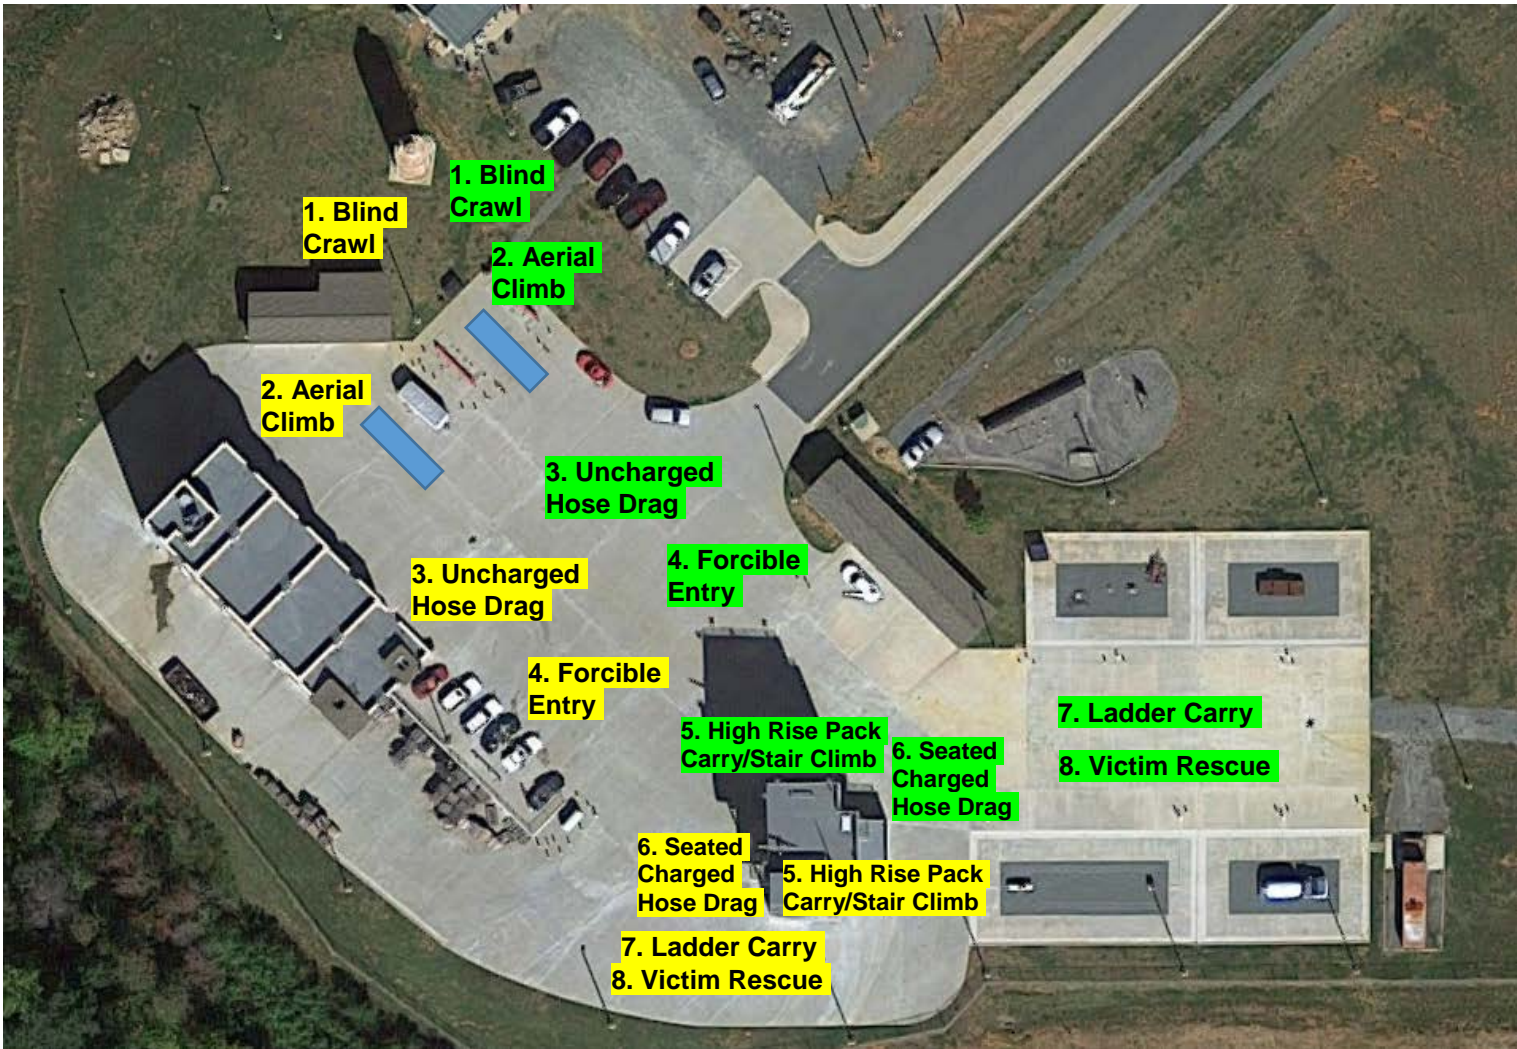 1. Blind
Crawl
1. Blind
Crawl
2. Aerial
Climb
2. Aerial
Climb
3. Uncharged
Hose Drag
3. Uncharged
Hose Drag
4. Forcible
Entry
4. Forcible
Entry
5. High Rise Pack
Carry/Stair Climb
6. Seated
Charged
Hose Drag
7. Ladder Carry
8. Victim Rescue
6. Seated
Charged
Hose Drag
5. High Rise Pack
Carry/Stair Climb
7. Ladder Carry
8. Victim Rescue